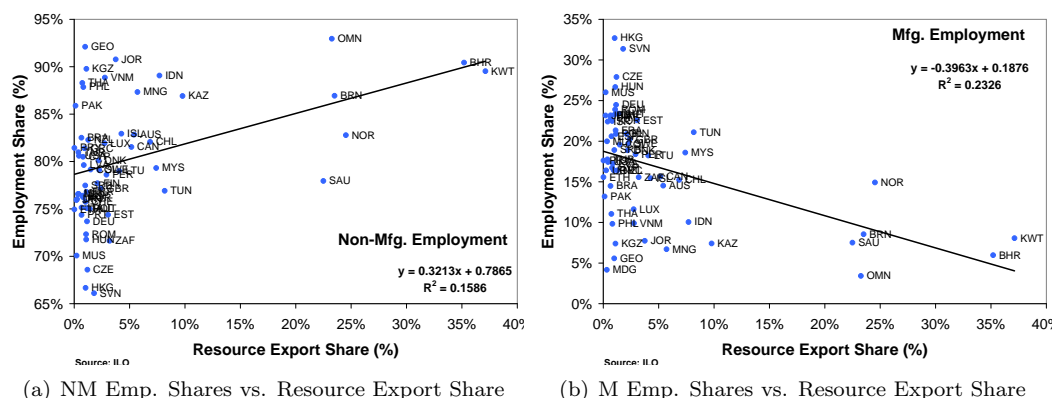 95%
90%
85%
80%
75%
70%
65%
0% 5% 10% 15% 20% 25% 30% 35% 40%
Employment Share (%)
Resource Export Share (%)
GEO
OMN
JOR
KGZ
IDN
BHR
KWT
VNM
THA
PHL
MNG
KAZ
BRN
PAK
ISL
AUS
NOR
LUX
CHL
CAN
DNK
MYS
SAU
TUN
PRT
EST
DEU
ROM
HUN
ZAF
MUS
CZE
HKG
SVN
Non-Mfg. Employment
y = 0.3213x + 0.7865
R² = 0.1586
Source: ILO
(a) NM Emp. Shares vs. Resource Export Share
35%
30%
25%
20%
15%
10%
5%
0%
0% 5% 10% 15% 20% 25% 30% 35% 40%
Employment Share (%)
Resource Export Share (%)
Mfg. Employment
y = -0.3963x + 0.1876
R² = 0.2326
HKG
SVN
CZE
HUN
MUS
DEU
EST
TUN
MYS
ETH
ZAF
CAN
CHL
BRA
AUS
NOR
PAK
LUX
THA
PHL
VNM
IDN
KGZ
JOR
MNG
KAZ
BRN
SAU
KWT
GEO
BHR
MDG
OMN
Source: ILO
(b) M Emp. Shares vs. Resource Export Share